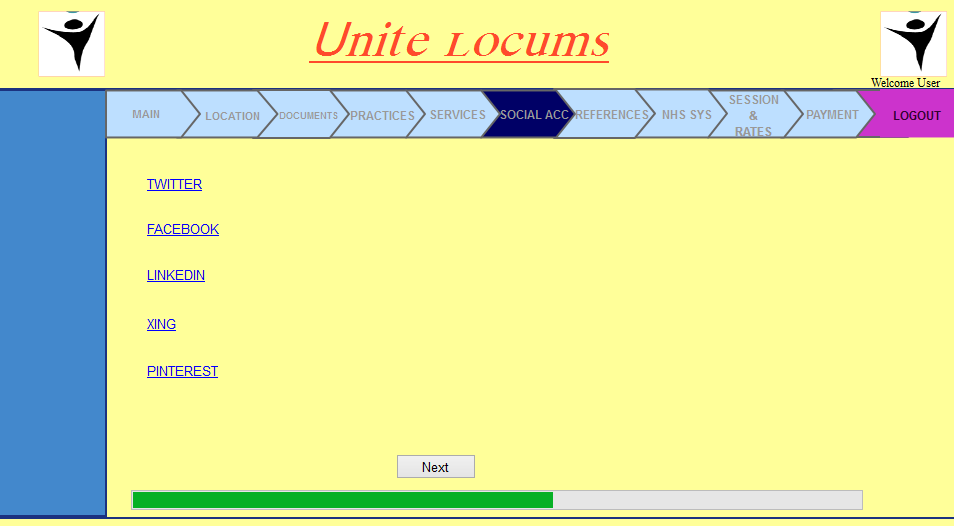 Unite Locums
Welcome User
MAIN
LOCATION
DOCUMENTS
PRACTICES
SERVICES
SOCIAL ACC
REFERENCES
NHS SYS
SESSION
&
RATES
PAYMENT
LOGOUT
TWITTER
FACEBOOK
LINKEDIN
XING
PINTEREST
Next